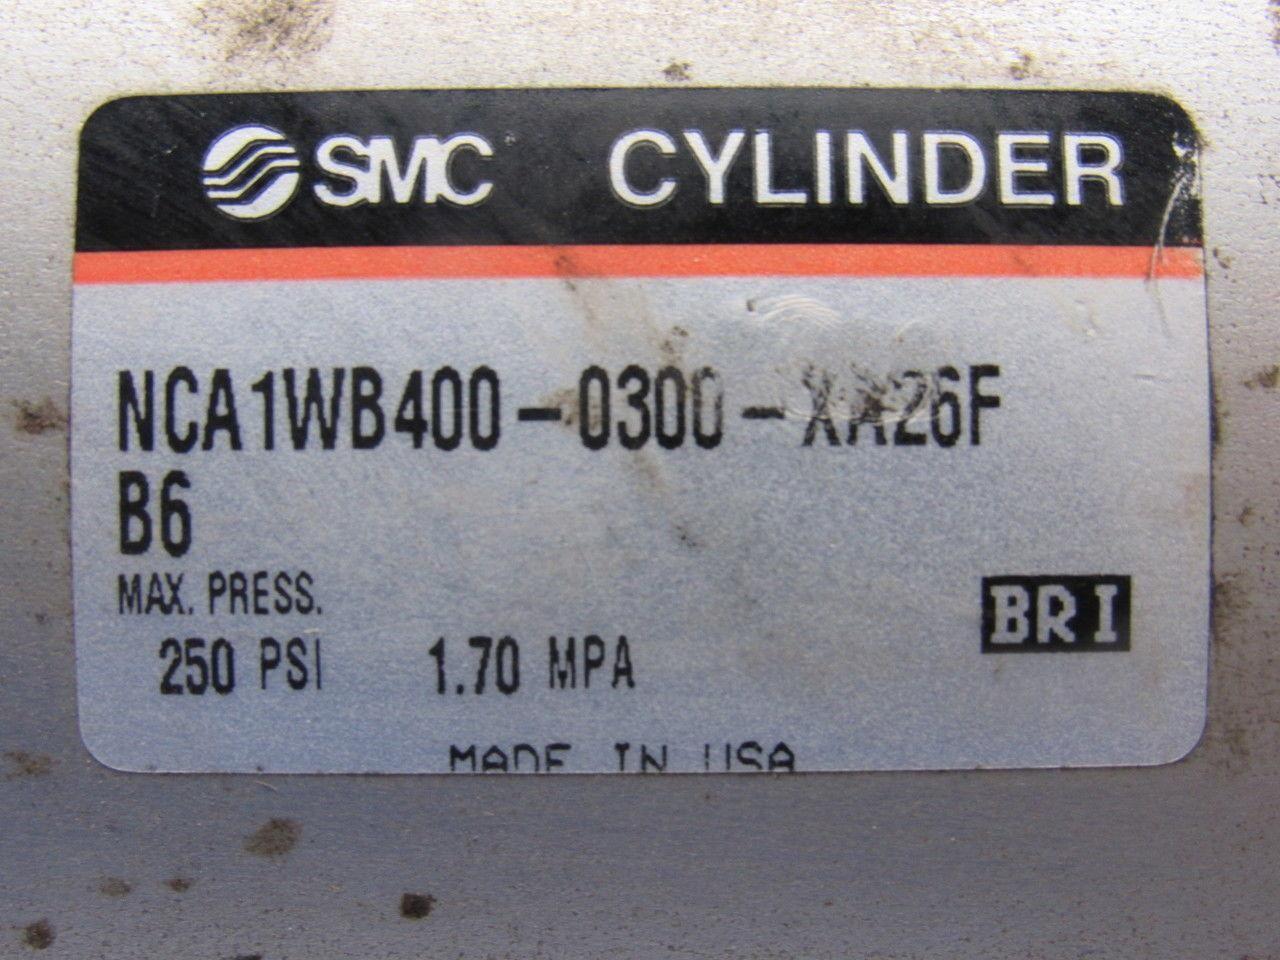 SMC CYLINDER
NCA1WB400-0300-XA26F
B6
MAX. PRESS.
250 PSI 1.70 MPA
BRI
MADE IN USA